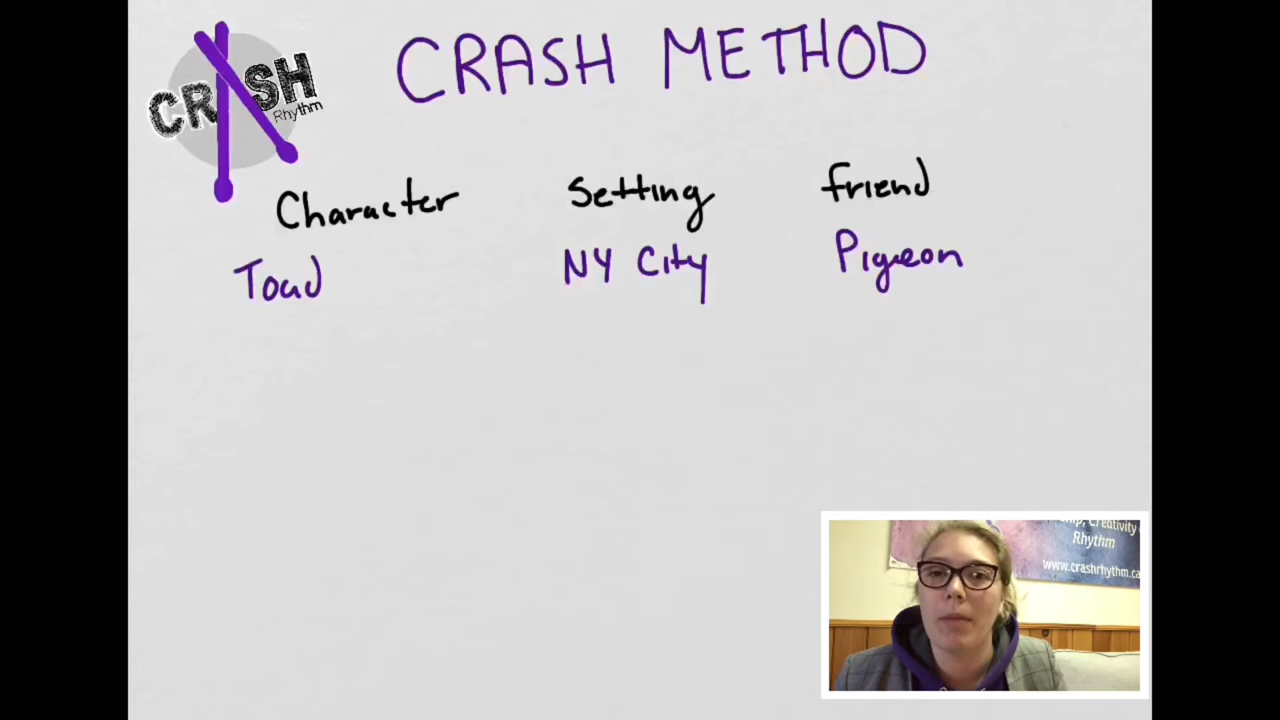 CRASH METHOD
CRASH
Rhythm
Character Setting friend
Toad NY City Pigeon
Creativity
Rhythm
www.crashrhythm.ca